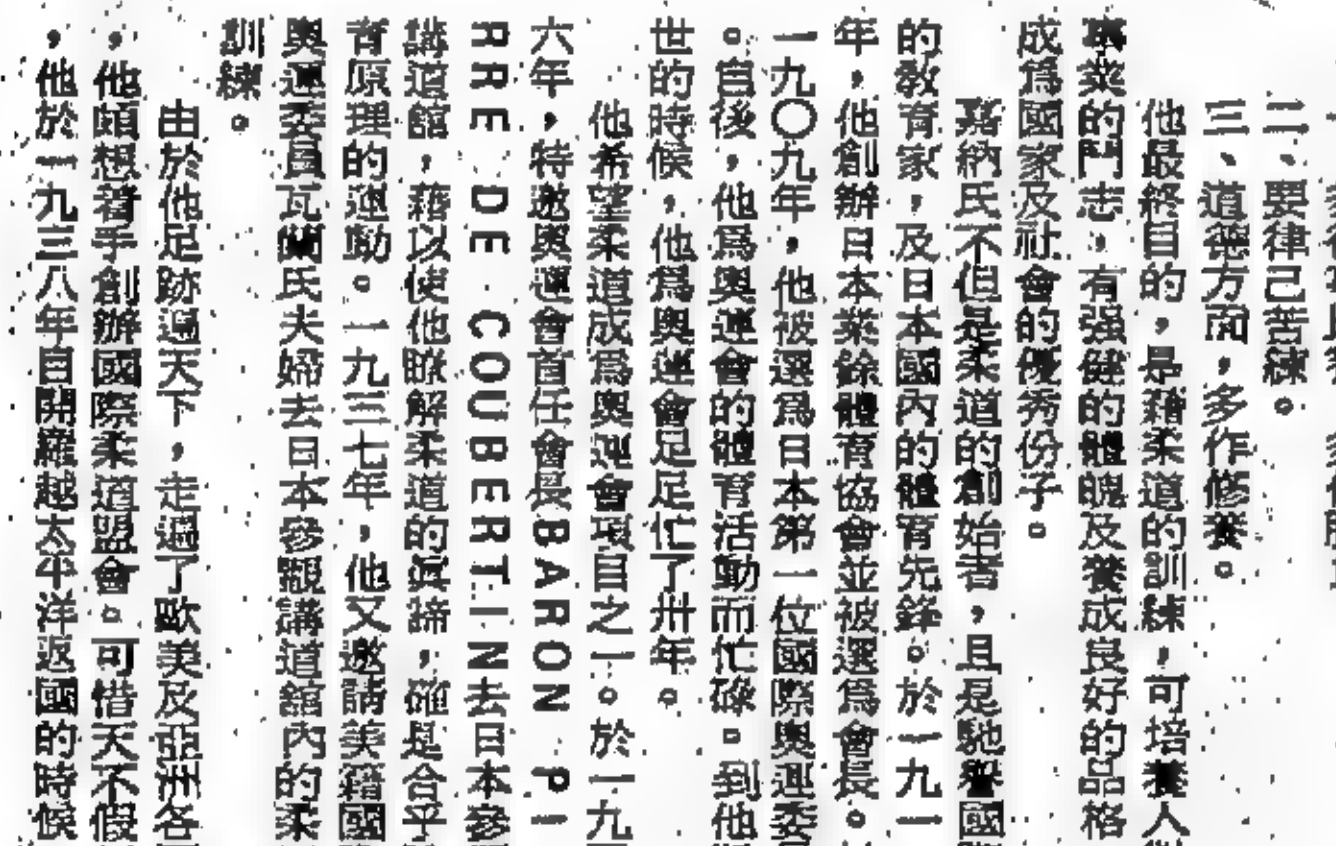 二、要律己苦練。
三、道德方面，多作修養。
他最終目的，是藉柔道的訓練，可培養人
事業的鬥志，有强健的體魄及養成良好的品格
成爲國家及社會的優秀份子。
嘉納氏不但是柔道的創始者，且是馳譽國
的教育家，及日本國內的體育先鋒。於一九一
年，他創辦日本業餘體育協會並被選爲會長。
一九〇九年，他被選爲日本第一位國際奧運委
。自後，他爲奧運會的體育活動而忙碌。到他
世的時候，他爲奧運會足足忙了卅年。
他希望柔道成爲奧運會項目之一。於一九
六年，特邀奧運會首任會長BARON PI
RRE DE COUBERTIN去日本參
講道館，藉以使他瞭解柔道的眞諦，確是合乎
育原理的運動。一九三七年，他又邀請美籍國
奧運委員瓦蘭氏夫婦去日本參觀講道館內的柔
訓練。
由於他足跡遍天下，走遍了歐美及亞洲各
，他頗想着手創辦國際柔道盟會。可惜天不假
，他於一九三八年自開羅越太平洋返國的時候